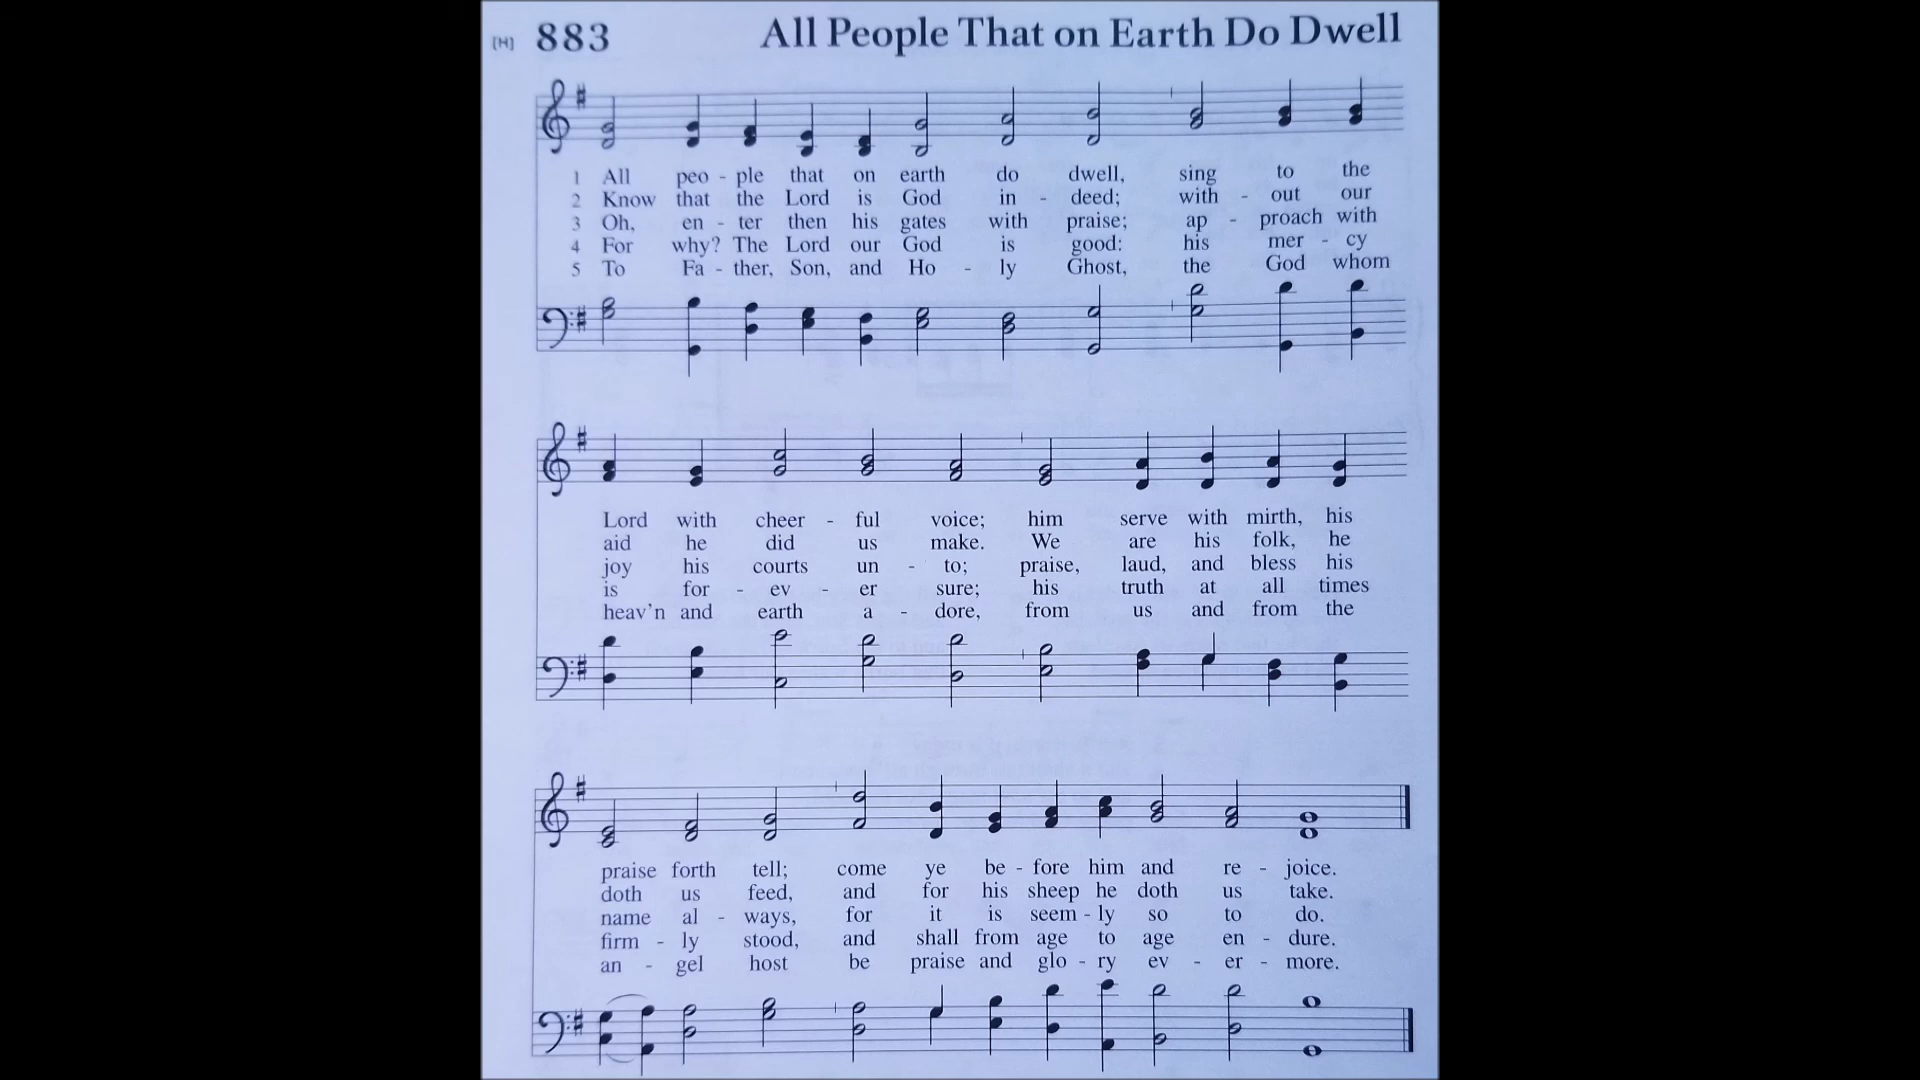 [H] 883 All People That on Earth Do Dwell
1 All peo - ple that on earth do dwell, sing to the
2 Know that the Lord is God in - deed; with - out our
3 Oh, en - ter then his gates with praise; ap - proach with
4 For why? The Lord our God is good: his mer - cy
5 To Fa - ther, Son, and Ho - ly Ghost, the God whom
Lord with cheer - ful voice; him serve with mirth, his
aid he did us make. We are his folk, he
joy his courts un - to; praise, laud, and bless his
is for - ev - er sure; his truth at all times
heav'n and earth a - dore, from us and from the
praise forth tell; come ye be - fore him and re - joice.
doth us feed, and for his sheep he doth us take.
name al - ways, for it is seem - ly so to do.
firm - ly stood, and shall from age to age en - dure.
an - gel host be praise and glo - ry ev - er - more.